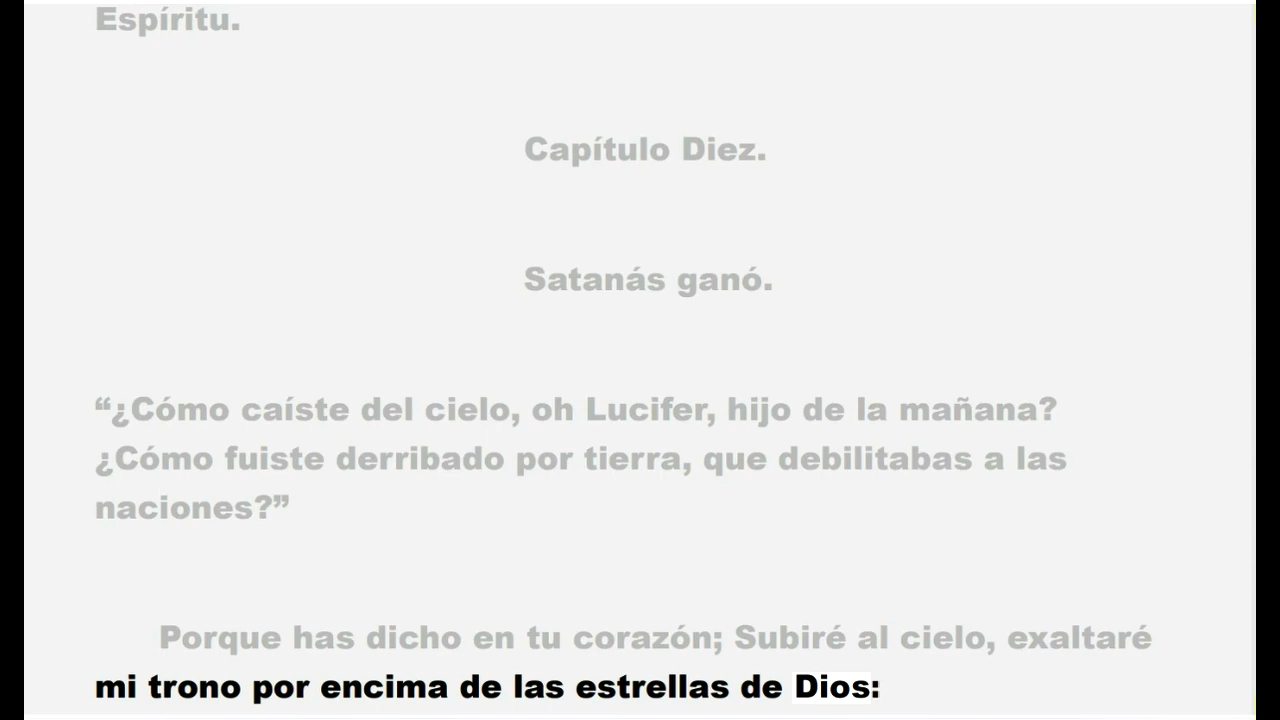 Espíritu.
Capítulo Diez.
Satanás ganó.
“¿Cómo caíste del cielo, oh Lucifer, hijo de la mañana?
¿Cómo fuiste derribado por tierra, que debilitabas a las
naciones?”
Porque has dicho en tu corazón; Subiré al cielo, exaltaré
mi trono por encima de las estrellas de Dios: